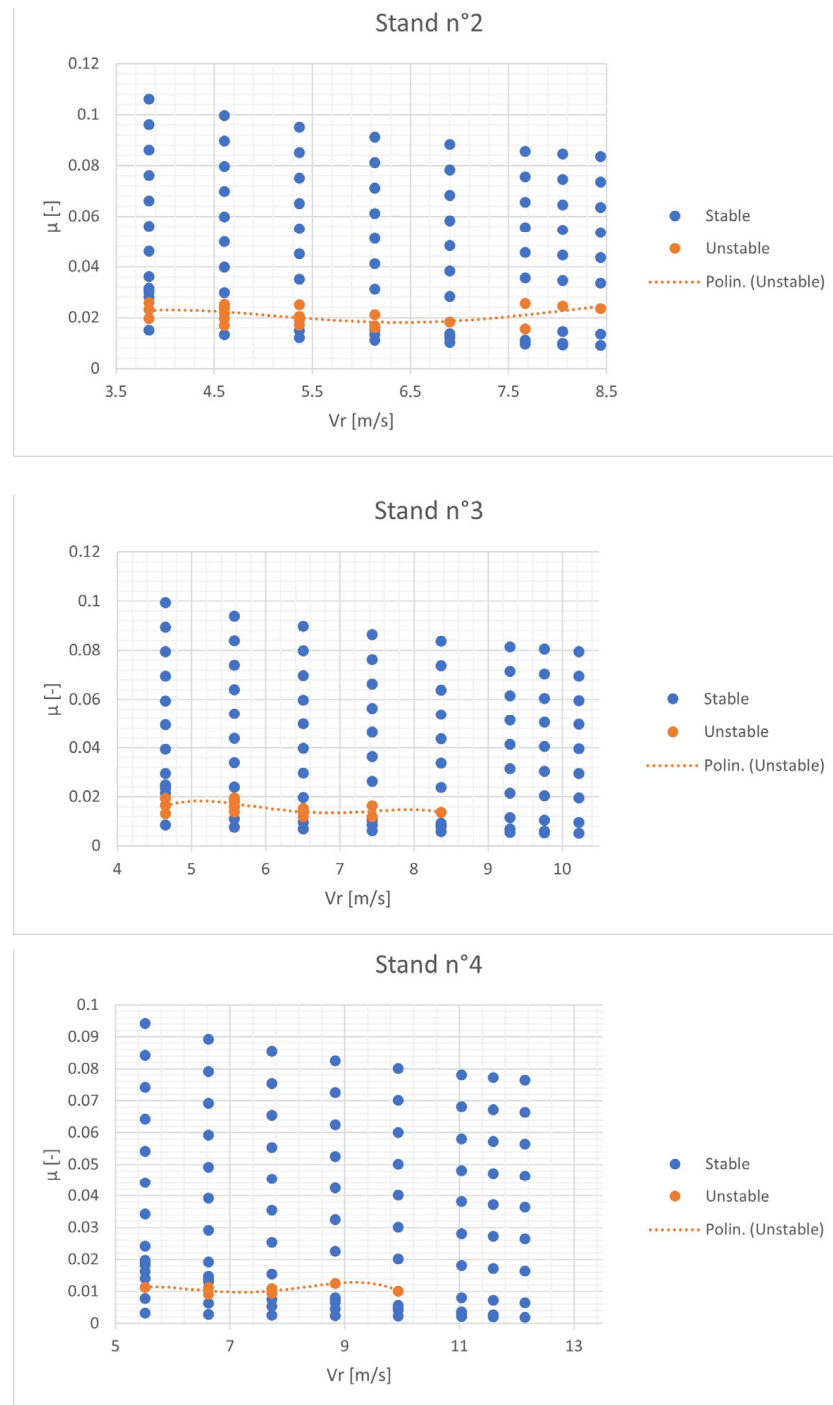 Stand n°2
0.12
0.1
0.08
0.06
0.04
0.02
0
μ [-]
3.5 4.5 5.5 6.5 7.5 8.5
Vr [m/s]
Stable
Unstable
Polin. (Unstable)
Stand n°3
0.12
0.1
0.08
0.06
0.04
0.02
0
μ [-]
4 5 6 7 8 9 10
Vr [m/s]
Stable
Unstable
Polin. (Unstable)
Stand n°4
0.1
0.09
0.08
0.07
0.06
0.05
0.04
0.03
0.02
0.01
0
μ [-]
5 7 9 11 13
Vr [m/s]
Stable
Unstable
Polin. (Unstable)